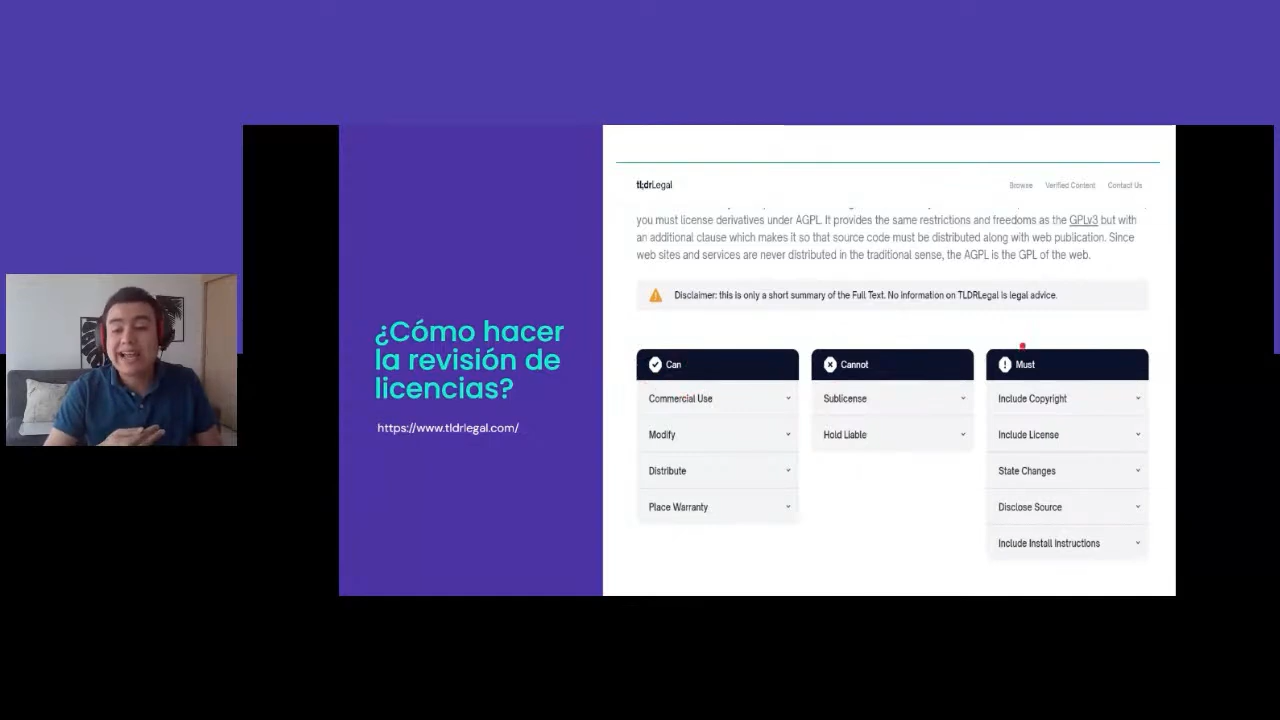 ¿Cómo hacer
la revisión de
licencias?
https://www.tldrlegal.com/
tl;drLegal
Browse
Verified Content
Contact Us
you must license derivatives under AGPL. It provides the same restrictions and freedoms as the GPLv3 but with
an additional clause which makes it so that source code must be distributed along with web publication. Since
web sites and services are never distributed in the traditional sense, the AGPL is the GPL of the web.
Disclaimer: this is only a short summary of the Full Text. No information on TLDRLegal is legal advice.
Can
Commercial Use
Modify
Distribute
Place Warranty
Cannot
Sublicense
Hold Liable
Must
Include Copyright
Include License
State Changes
Disclose Source
Include Install Instructions